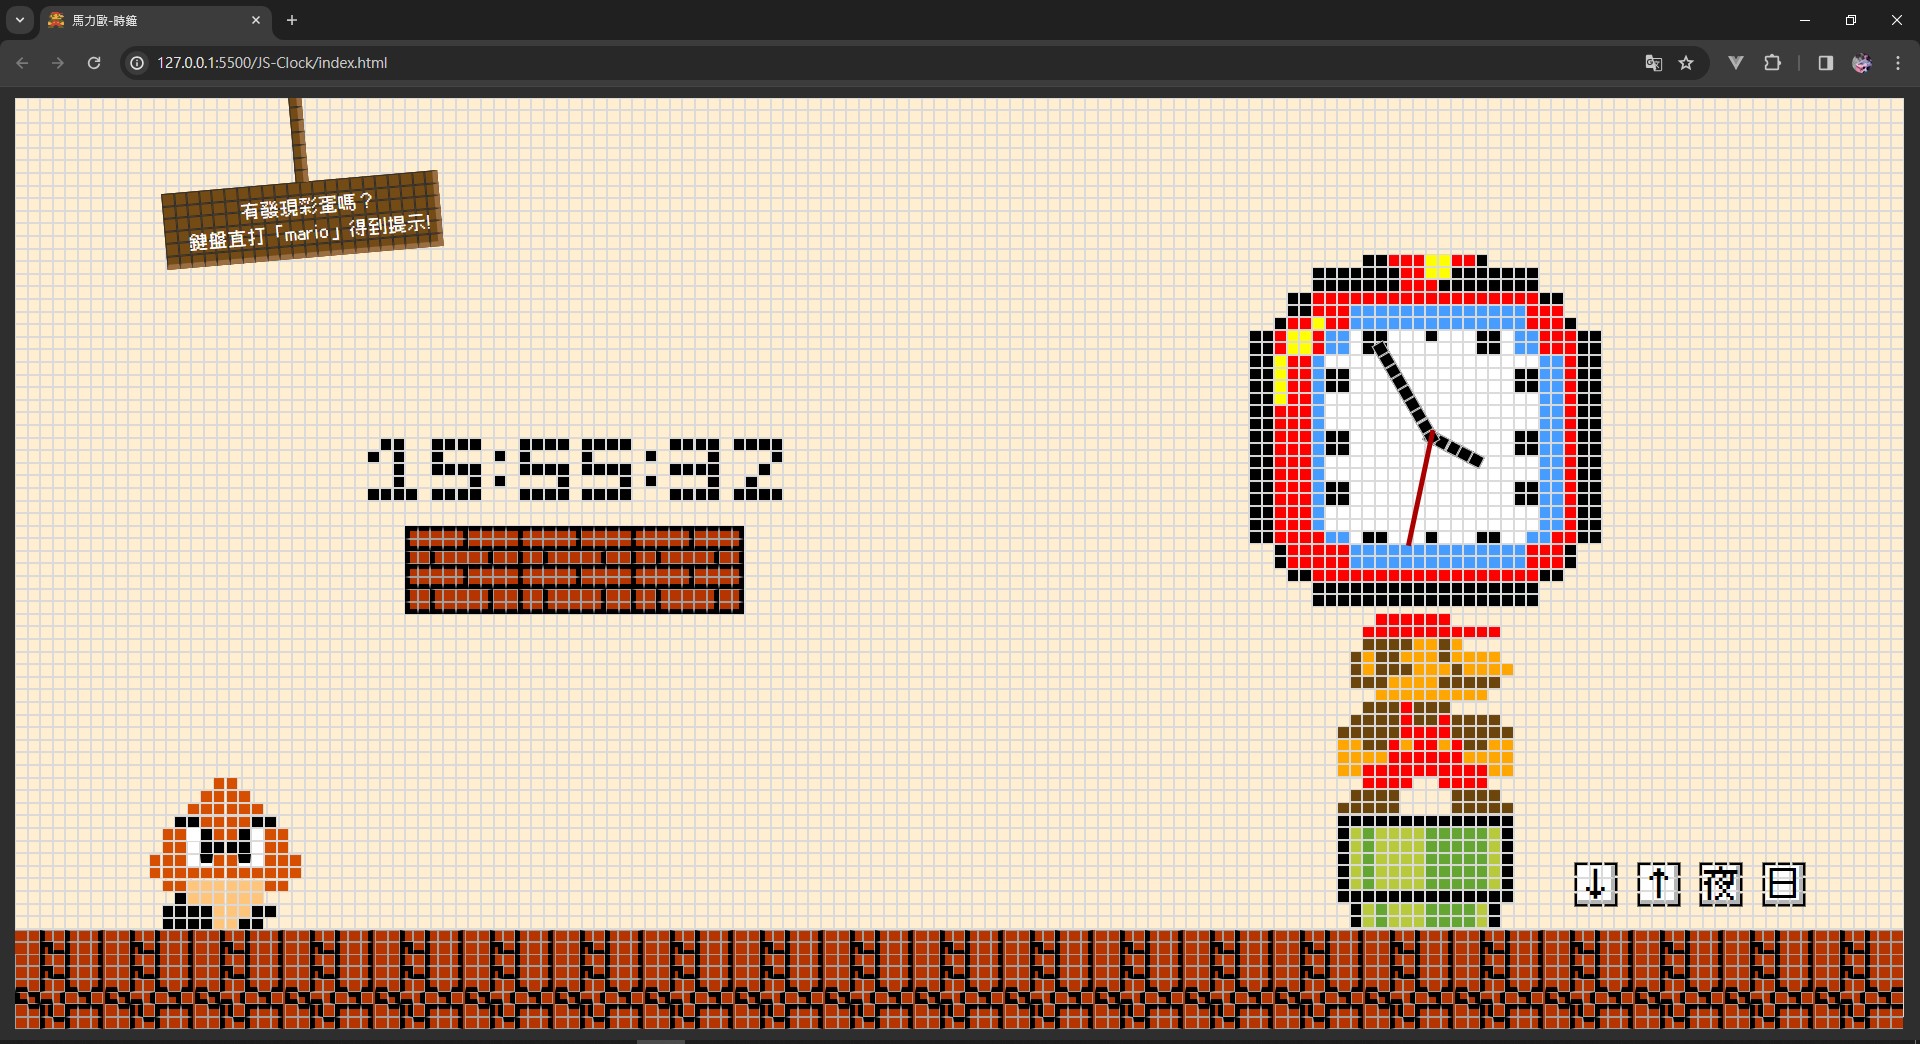 馬力歐-時鐘
127.0.0.1:5500/JS-Clock/index.html
有發現彩蛋嗎？
鍵盤直打「mario」得到提示!
15:55:32
↓ ↑ 夜 日